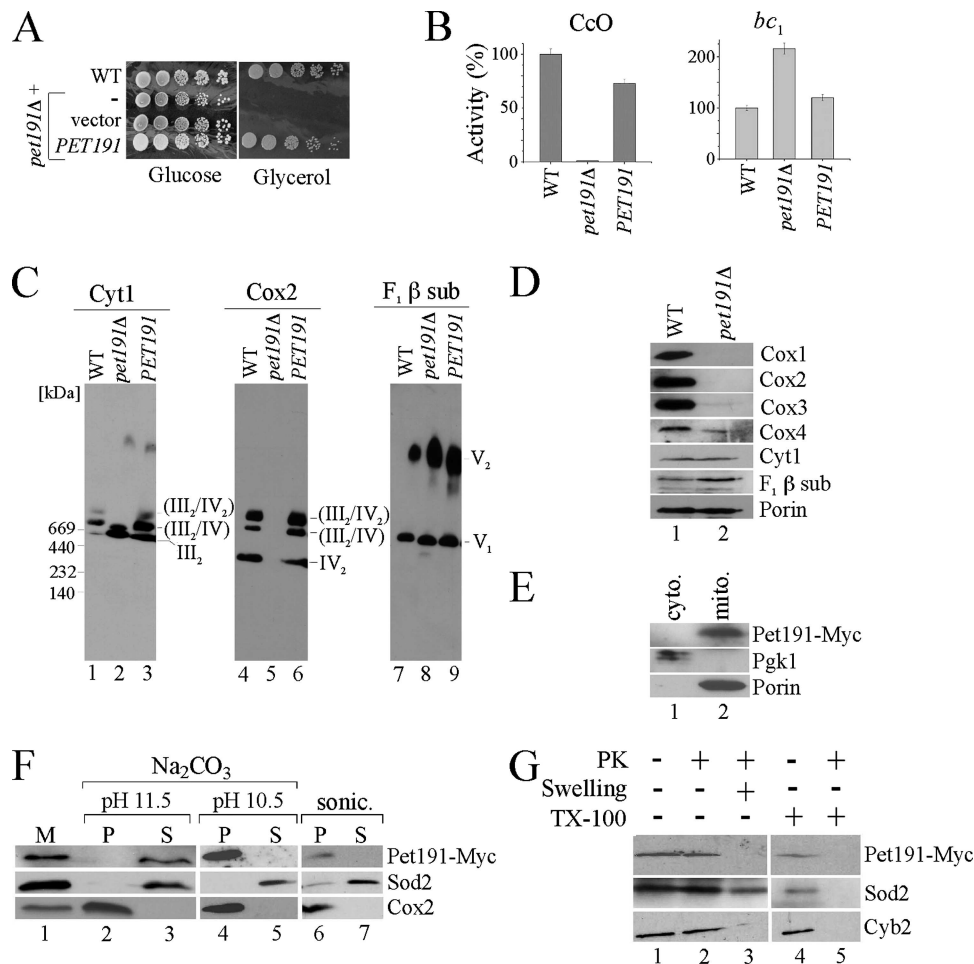 A
pet191Δ +
WT
-
vector
PET191
Glucose Glycerol
B
CcO bc1
Activity (%)
100
75
50
25
0
WT pet191Δ PET191
200
100
0
WT pet191Δ PET191
C
Cyt1 Cox2 F1 β sub
WT pet191Δ PET191 WT pet191Δ PET191 WT pet191Δ PET191
[kDa]
669
440
232
140
(III2/IV2)
(III2/IV)
III2
(III2/IV2)
(III2/IV)
IV2
V2
V1
1 2 3 4 5 6 7 8 9
D
WT pet191Δ
Cox1
Cox2
Cox3
Cox4
Cyt1
F1 β sub
Porin
1 2
E
cyto. mito.
Pet191-Myc
Pgk1
Porin
1 2
F
Na2CO3
pH 11.5 pH 10.5 sonic.
M P S P S P S
Pet191-Myc
Sod2
Cox2
1 2 3 4 5 6 7
G
PK - + + - +
Swelling +
TX-100 - - - + +
Pet191-Myc
Sod2
Cyb2
1 2 3 4 5